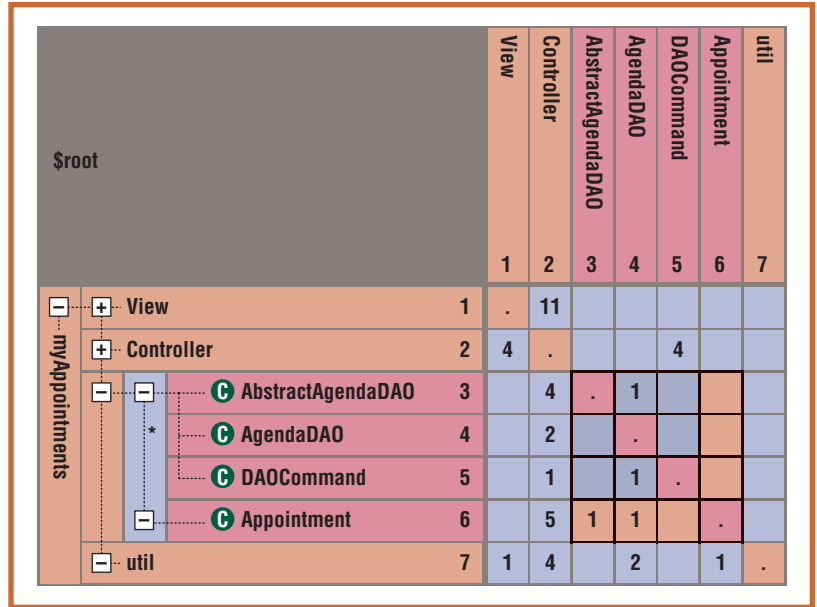 $root
View
Controller
AbstractAgendaDAO
AgendaDAO
DAOCommand
Appointment
util
1 2 3 4 5 6 7
myAppointments
− + View 1 . 11
+ Controller 2 4 . 4
− − C AbstractAgendaDAO 3 4 . 1
* C AgendaDAO 4 2 .
C DAOCommand 5 1 1 .
− C Appointment 6 5 1 1 .
− util 7 1 4 2 1 .